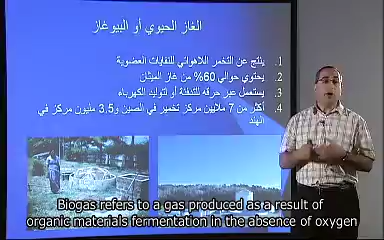 الغاز الحيوي أو البيوغاز
1. ينتج عن التخمر اللاهوائي للنفايات العضوية
2. يحتوي حوالي 60% من غاز الميثان
3. يستعمل عبر حرقه للتدفئة أو لتوليد الكهرباء
4. أكثر من 7 ملايين مركز تخمير في الصين و3,5 مليون مركز في
الهند
Biogas refers to a gas produced as a result of
organic materials fermentation in the absence of oxygen